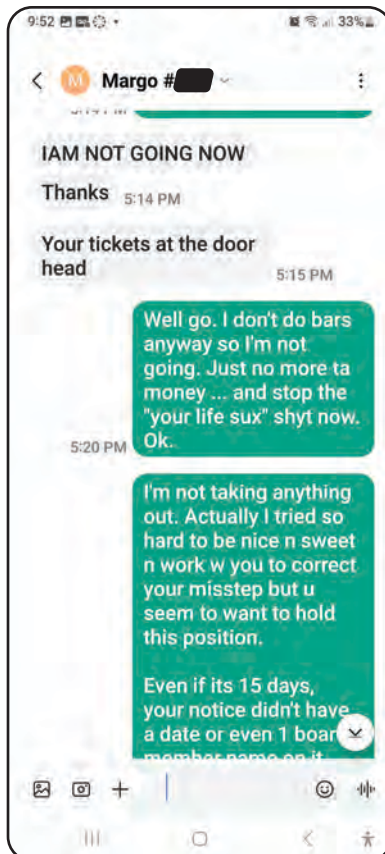 9:52
33%
M
Margo #
IAM NOT GOING NOW
Thanks 5:14 PM
Your tickets at the door
head
5:15 PM
Well go. I don't do bars
anyway so I'm not
going. Just no more ta
money ... and stop the
"your life sux" shyt now.
Ok.
5:20 PM
I'm not taking anything
out. Actually I tried so
hard to be nice n sweet
n work w you to correct
your misstep but u
seem to want to hold
this position.
Even if its 15 days,
your notice didn't have
a date or even 1 boar
member name on it